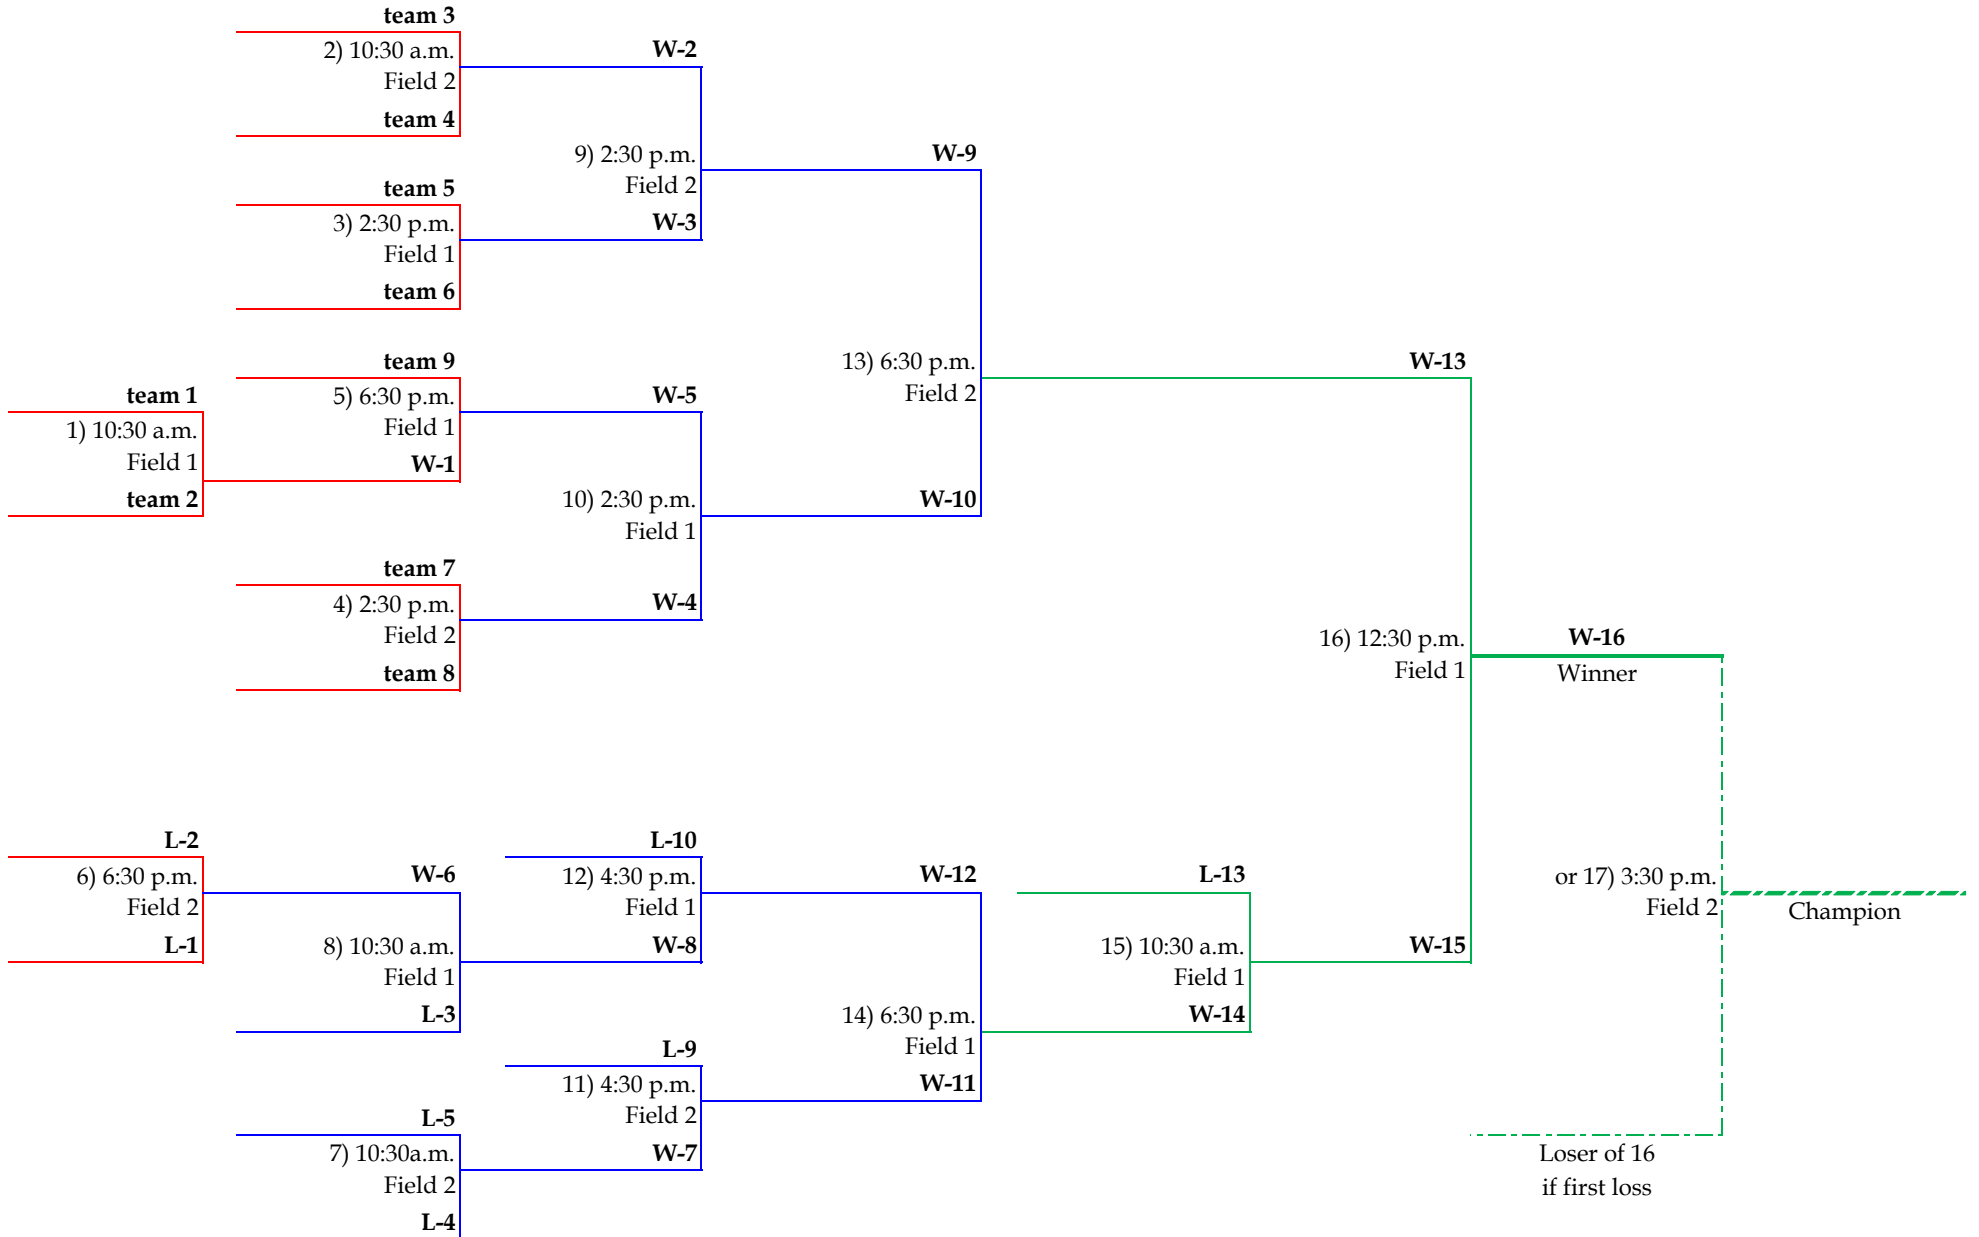 team 3
2) 10:30 a.m.
Field 2
team 4
W-2
9) 2:30 p.m.
Field 2
W-3
team 5
3) 2:30 p.m.
Field 1
team 6
W-9
13) 6:30 p.m.
Field 2
W-10
team 9
5) 6:30 p.m.
Field 1
W-1
team 1
1) 10:30 a.m.
Field 1
team 2
W-5
10) 2:30 p.m.
Field 1
W-4
team 7
4) 2:30 p.m.
Field 2
team 8
W-13
16) 12:30 p.m.
Field 1
W-16
Winner
L-2
6) 6:30 p.m.
Field 2
L-1
W-6
8) 10:30 a.m.
Field 1
L-3
L-10
12) 4:30 p.m.
Field 1
W-8
W-12
14) 6:30 p.m.
Field 1
W-11
L-9
11) 4:30 p.m.
Field 2
W-7
L-5
7) 10:30a.m.
Field 2
L-4
L-13
15) 10:30 a.m.
Field 1
W-14
W-15
or 17) 3:30 p.m.
Field 2
Champion
Loser of 16
if first loss